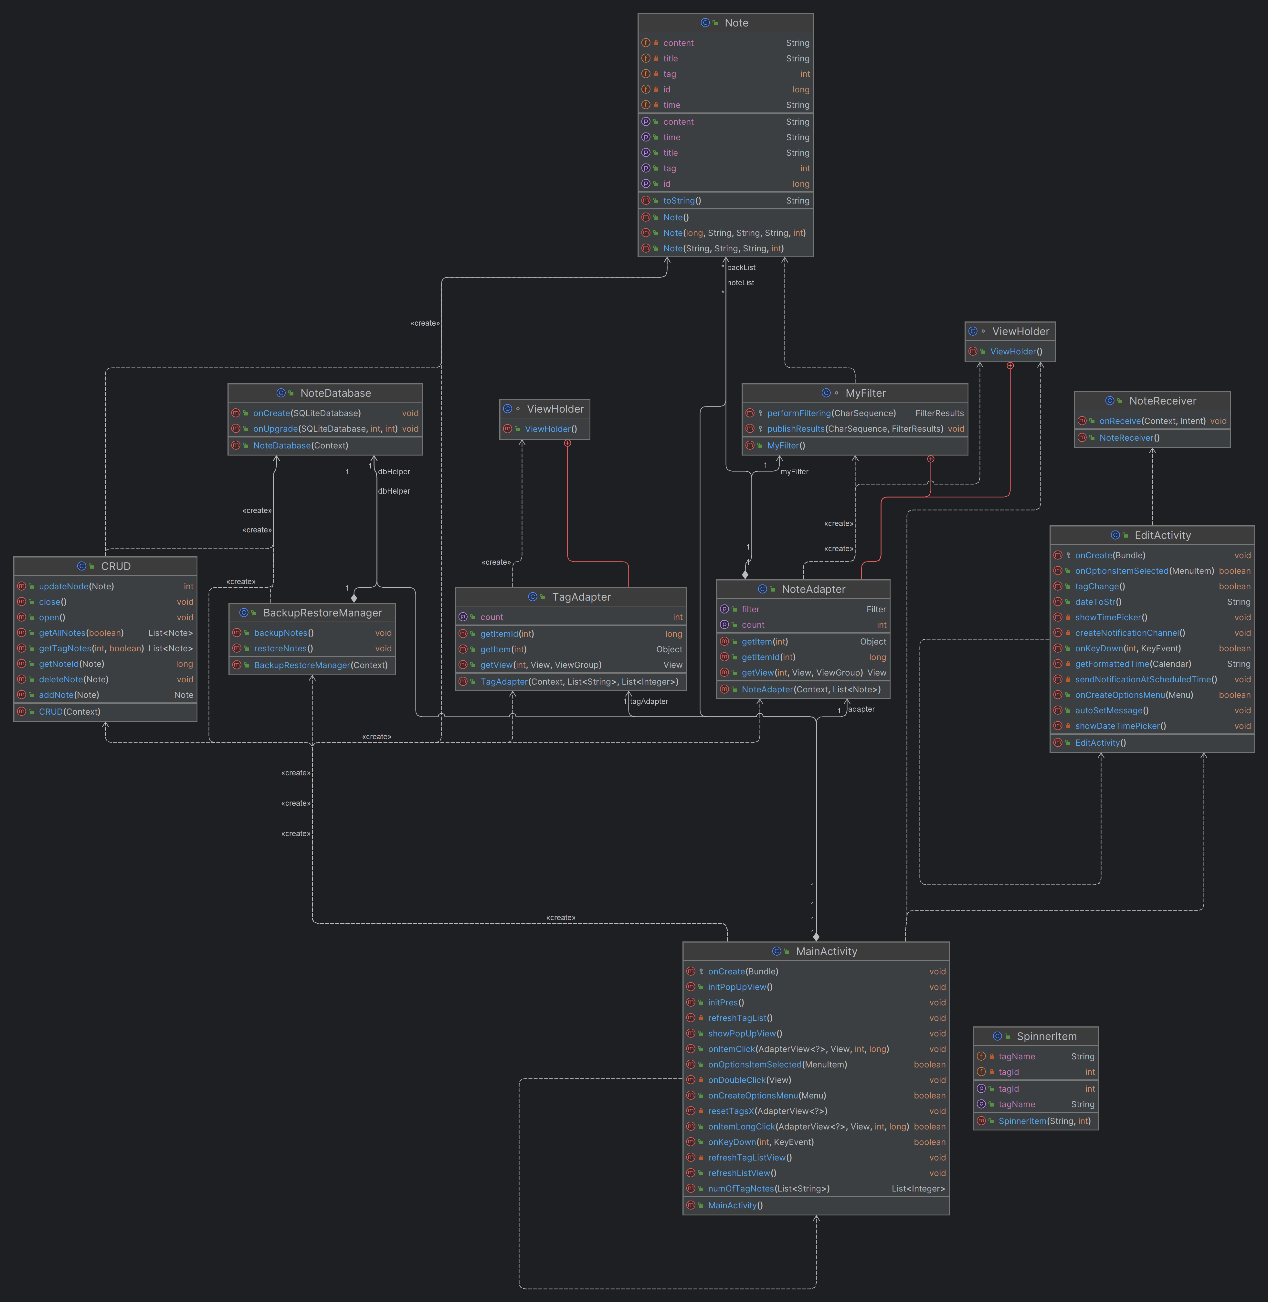 Note
content String
title String
tag int
id long
time String
content String
time String
title String
tag int
id long
toString() String
Note()
Note(long, String, String, String, int)
Note(String, String, String, int)
* backList
noteList
*
«create»
ViewHolder
ViewHolder()
NoteDatabase
onCreate(SQLiteDatabase) void
onUpgrade(SQLiteDatabase, int, int) void
NoteDatabase(Context)
ViewHolder
ViewHolder()
MyFilter
performFiltering(CharSequence) FilterResults
publishResults(CharSequence, FilterResults) void
MyFilter()
NoteReceiver
onReceive(Context, Intent) void
NoteReceiver()
1
1
dbHelper
dbHelper
1
myFilter
«create»
«create»
«create»
«create»
«create»
«create»
1
1
1
CRUD
updateNode(Note) int
close() void
open() void
getAllNotes(boolean) List<Note>
getTagNotes(int, boolean) List<Note>
getNoteId(Note) long
deleteNote(Note) void
addNote(Note) Note
CRUD(Context)
BackupRestoreManager
backupNotes() void
restoreNotes() void
BackupRestoreManager(Context)
TagAdapter
count int
getItemId(int) long
getItem(int) Object
getView(int, View, ViewGroup) View
TagAdapter(Context, List<String>, List<Integer>)
NoteAdapter
filter Filter
count int
getItem(int) Object
getItemId(int) long
getView(int, View, ViewGroup) View
NoteAdapter(Context, List<Note>)
EditActivity
onCreate(Bundle) void
onOptionsItemSelected(MenuItem) boolean
tagChange() boolean
dateToStr() String
showTimePicker() void
createNotificationChannel() void
onKeyDown(int, KeyEvent) boolean
getFormattedTime(Calendar) String
sendNotificationAtScheduledTime() void
onCreateOptionsMenu(Menu) boolean
autoSetMessage() void
showDateTimePicker() void
EditActivity()
1 tagAdapter
1 adapter
«create»
«create»
«create»
«create»
«create»
MainActivity
onCreate(Bundle) void
initPopUpView() void
initPres() void
refreshTagList() void
showPopUpView() void
onItemClick(AdapterView<?>, View, int, long) void
onOptionsItemSelected(MenuItem) boolean
onDoubleClick(View) void
onCreateOptionsMenu(Menu) boolean
resetTagsX(AdapterView<?>) void
onItemLongClick(AdapterView<?>, View, int, long) boolean
onKeyDown(int, KeyEvent) boolean
refreshTagListView() void
refreshListView() void
numOfTagNotes(List<String>) List<Integer>
MainActivity()
SpinnerItem
tagName String
tagId int
tagId int
tagName String
SpinnerItem(String, int)